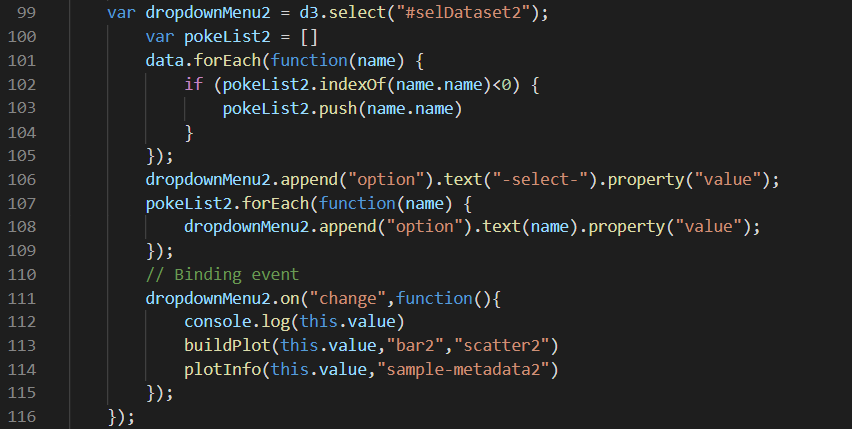 99 var dropdownMenu2 = d3.select("#selDataset2");
100 var pokeList2 = []
101 data.forEach(function(name) {
102 if (pokeList2.indexOf(name.name)<0) {
103 pokeList2.push(name.name)
104 }
105 });
106 dropdownMenu2.append("option").text("-select-").property("value");
107 pokeList2.forEach(function(name) {
108 dropdownMenu2.append("option").text(name).property("value");
109 });
110 // Binding event
111 dropdownMenu2.on("change",function(){
112 console.log(this.value)
113 buildPlot(this.value,"bar2","scatter2")
114 plotInfo(this.value,"sample-metadata2")
115 });
116 });